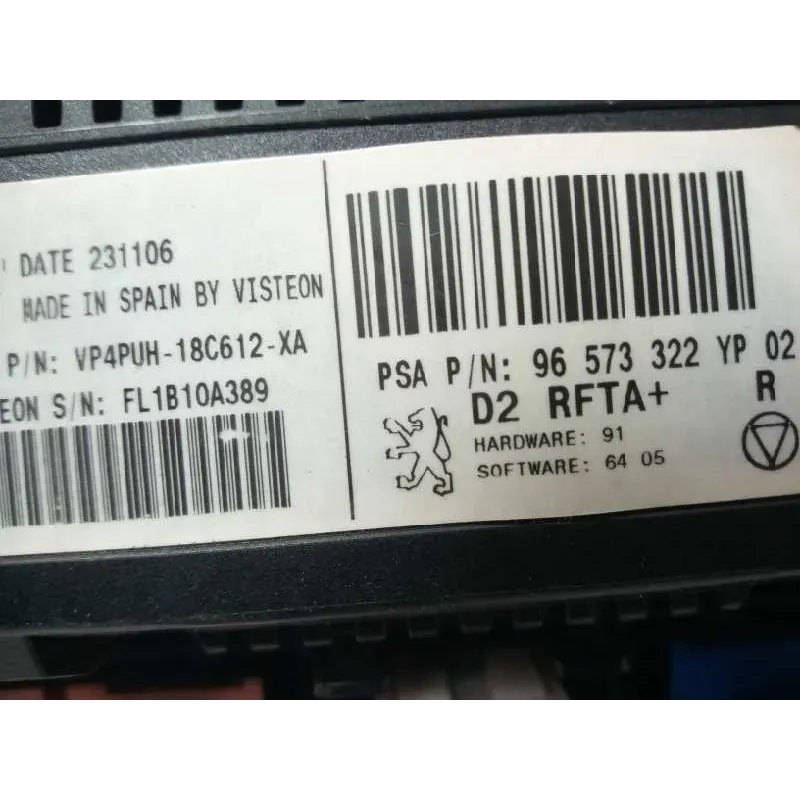 DATE 231106
MADE IN SPAIN BY VISTEON
P/N: VP4PUH-18C612-XA
EON S/N: FL1B10A389
PSA P/N: 96 573 322 YP 02
D2 RFTA+ R
HARDWARE: 91
SOFTWARE: 64 05